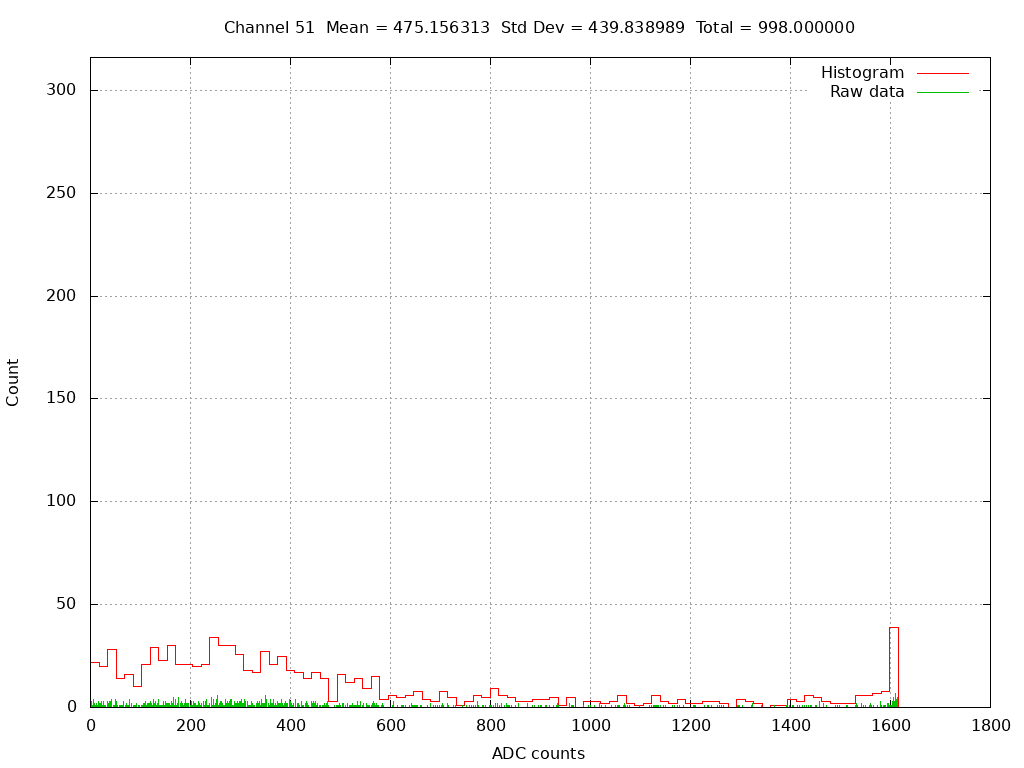 Channel 51  Mean = 475.156313  Std Dev = 439.838989  Total = 998.000000
Histogram
Raw data
300
250
200
150
100
50
0
Count
0 200 400 600 800 1000 1200 1400 1600 1800
ADC counts